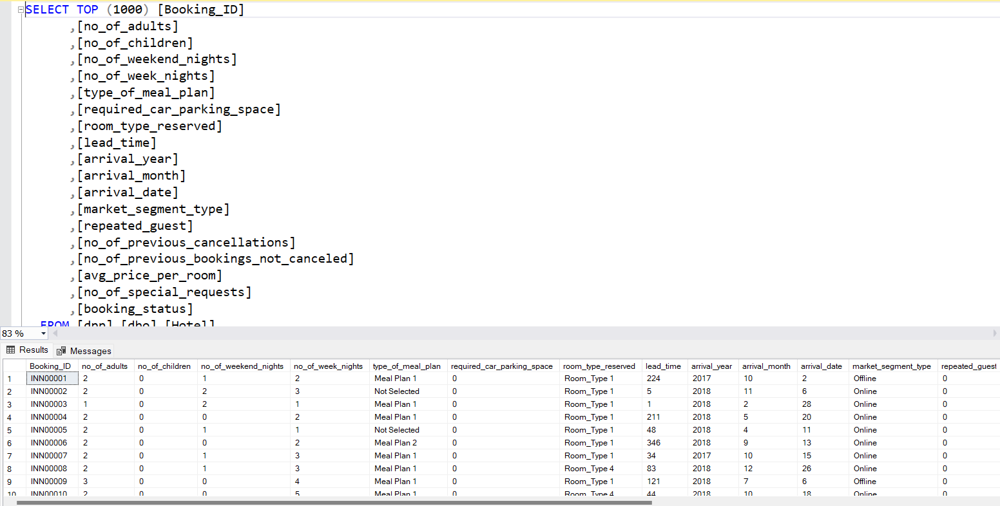 SELECT TOP (1000) [Booking_ID]
,[no_of_adults]
,[no_of_children]
,[no_of_weekend_nights]
,[no_of_week_nights]
,[type_of_meal_plan]
,[required_car_parking_space]
,[room_type_reserved]
,[lead_time]
,[arrival_year]
,[arrival_month]
,[arrival_date]
,[market_segment_type]
,[repeated_guest]
,[no_of_previous_cancellations]
,[no_of_previous_bookings_not_canceled]
,[avg_price_per_room]
,[no_of_special_requests]
,[booking_status]
FROM [dbo].[Hotel]
83 %
Results Messages
Booking_ID no_of_adults no_of_children no_of_weekend_nights no_of_week_nights type_of_meal_plan required_car_parking_space room_type_reserved lead_time arrival_year arrival_month arrival_date market_segment_type repeated_guest
1 INN00001 2 0 1 2 Meal Plan 1 0 Room_Type 1 224 2017 10 2 Offline 0
2 INN00002 2 0 2 3 Not Selected 0 Room_Type 1 5 2018 11 6 Online 0
3 INN00003 1 0 2 1 Meal Plan 1 0 Room_Type 1 1 2018 2 28 Online 0
4 INN00004 2 0 0 2 Meal Plan 1 0 Room_Type 1 211 2018 5 20 Online 0
5 INN00005 2 0 1 1 Not Selected 0 Room_Type 1 48 2018 4 11 Online 0
6 INN00006 2 0 0 2 Meal Plan 2 0 Room_Type 1 346 2018 9 13 Online 0
7 INN00007 2 0 1 3 Meal Plan 1 0 Room_Type 1 34 2017 10 15 Online 0
8 INN00008 2 0 1 3 Meal Plan 1 0 Room_Type 4 83 2018 12 26 Online 0
9 INN00009 3 0 0 4 Meal Plan 1 0 Room_Type 1 121 2018 7 6 Offline 0
10 INN00010 2 0 0 5 Meal Plan 1 0 Room_Type 4 44 2018 10 18 Online 0